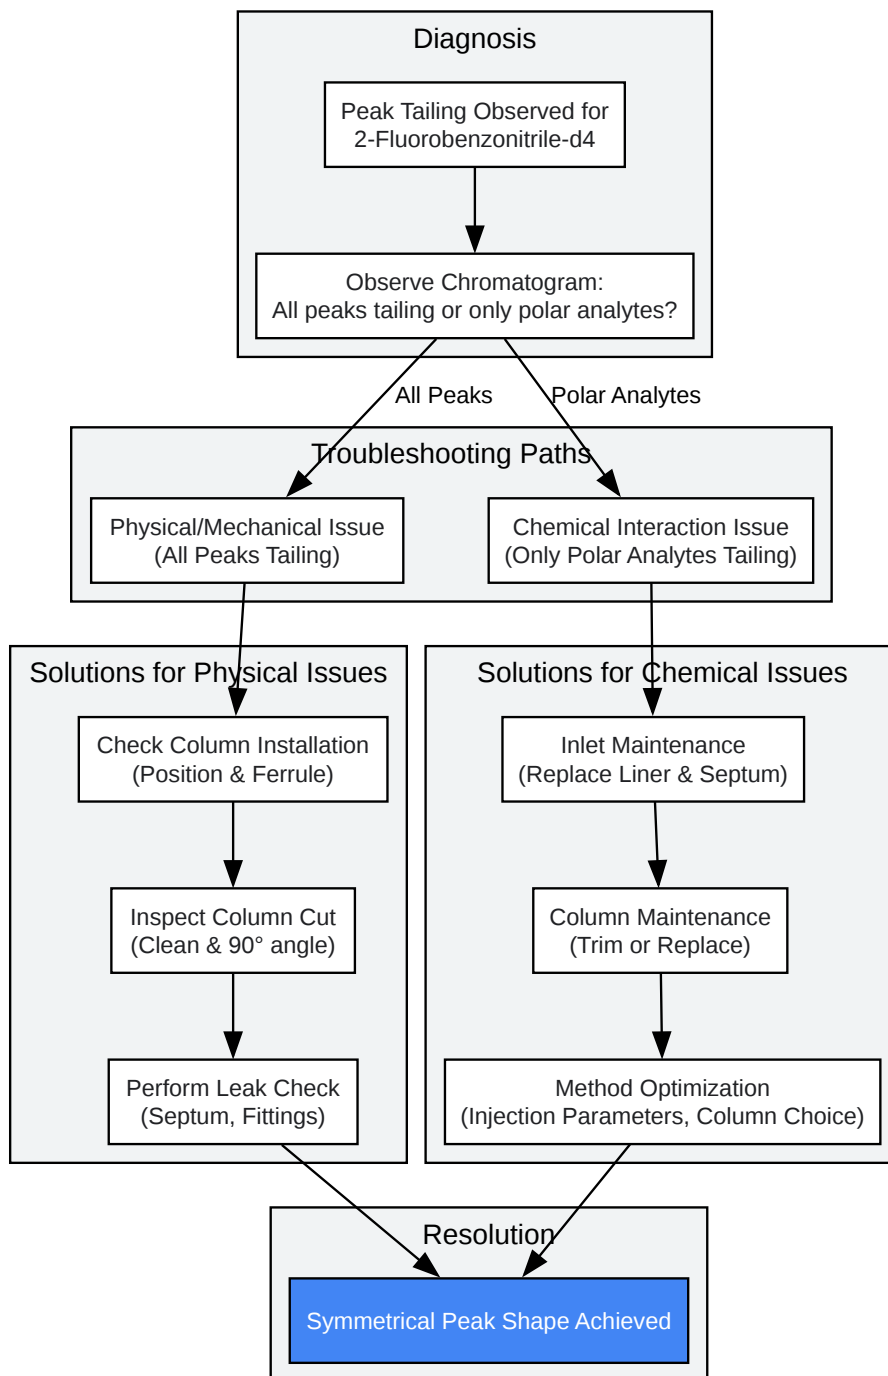 Diagnosis
Peak Tailing Observed for
2-Fluorobenzonitrile-d4
Observe Chromatogram:
All peaks tailing or only polar analytes?
All Peaks
Polar Analytes
Troubleshooting Paths
Physical/Mechanical Issue
(All Peaks Tailing)
Chemical Interaction Issue
(Only Polar Analytes Tailing)
Solutions for Physical Issues
Check Column Installation
(Position & Ferrule)
Inspect Column Cut
(Clean & 90° angle)
Perform Leak Check
(Septum, Fittings)
Solutions for Chemical Issues
Inlet Maintenance
(Replace Liner & Septum)
Column Maintenance
(Trim or Replace)
Method Optimization
(Injection Parameters, Column Choice)
Resolution
Symmetrical Peak Shape Achieved